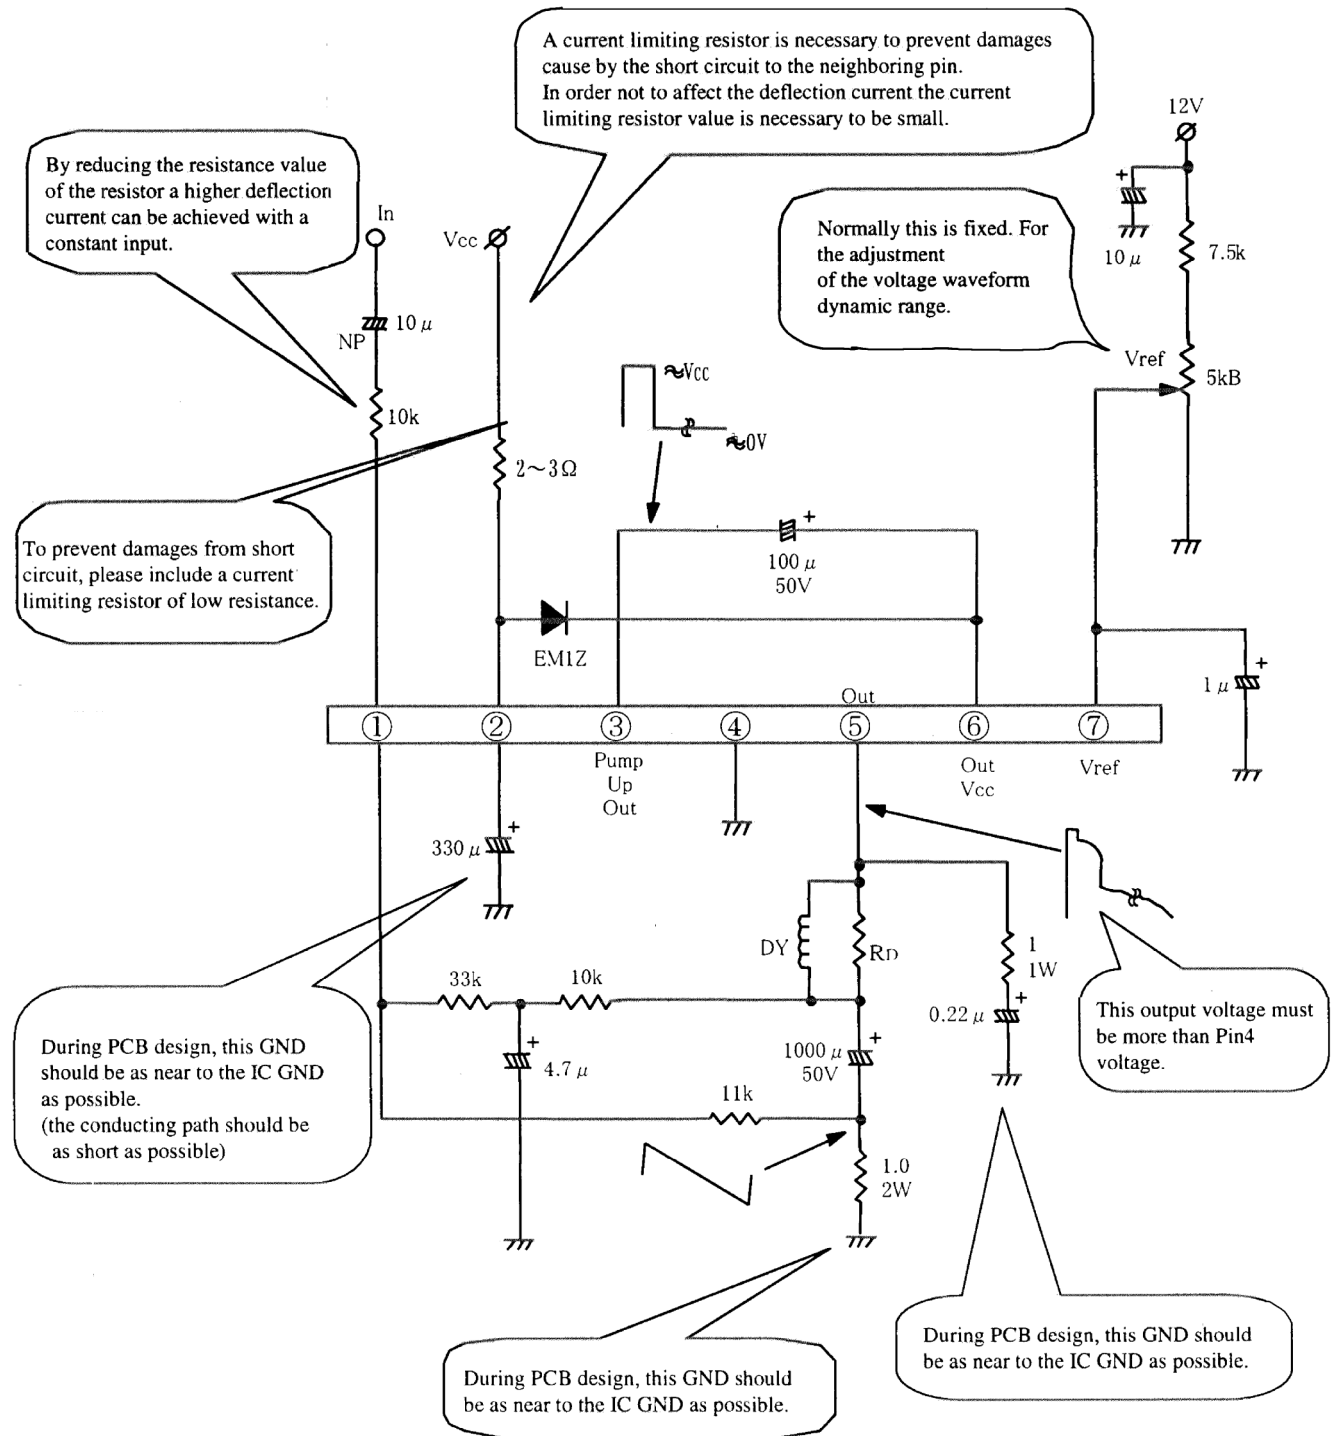 A current limiting resistor is necessary to prevent damages
cause by the short circuit to the neighboring pin.
In order not to affect the deflection current the current
limiting resistor value is necessary to be small.
12V
By reducing the resistance value
of the resistor a higher deflection
current can be achieved with a
constant input.
In
Vcc
+
10 μ
7.5k
Normally this is fixed. For
the adjustment
of the voltage waveform
dynamic range.
NP
10 μ
10k
≈Vcc
≈0V
Vref
5kB
2~3Ω
To prevent damages from short
circuit, please include a current
limiting resistor of low resistance.
+
100 μ
50V
EM1Z
+
1 μ
Out
① ② ③ ④ ⑤ ⑥ ⑦
Pump
Up
Out
Out
Vcc
Vref
+
330 μ
DY
RD
1
1W
33k
10k
+
0.22 μ
+
4.7 μ
+
1000 μ
50V
11k
1.0
2W
This output voltage must
be more than Pin4
voltage.
During PCB design, this GND
should be as near to the IC GND
as possible.
(the conducting path should be
as short as possible)
During PCB design, this GND should
be as near to the IC GND as possible.
During PCB design, this GND should
be as near to the IC GND as possible.